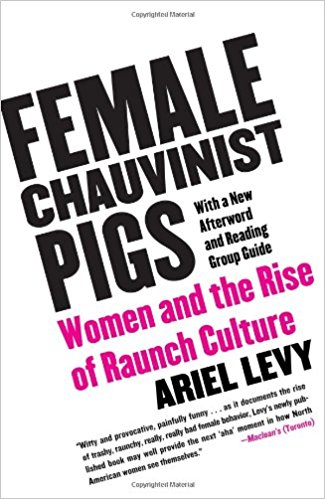 FEMALE
CHAUVINIST
PIGS
With a New
Afterword
and Reading
Group Guide
Women and the Rise
of Raunch Culture
ARIEL LEVY
"Witty and provocative, painfully funny . . . as it documents the rise
of trashy, raunchy, really, really bad female behavior, Levy's newly pub-
lished book may well provide the next 'aha' moment in how North
American women see themselves." —Maclean's (Toronto)